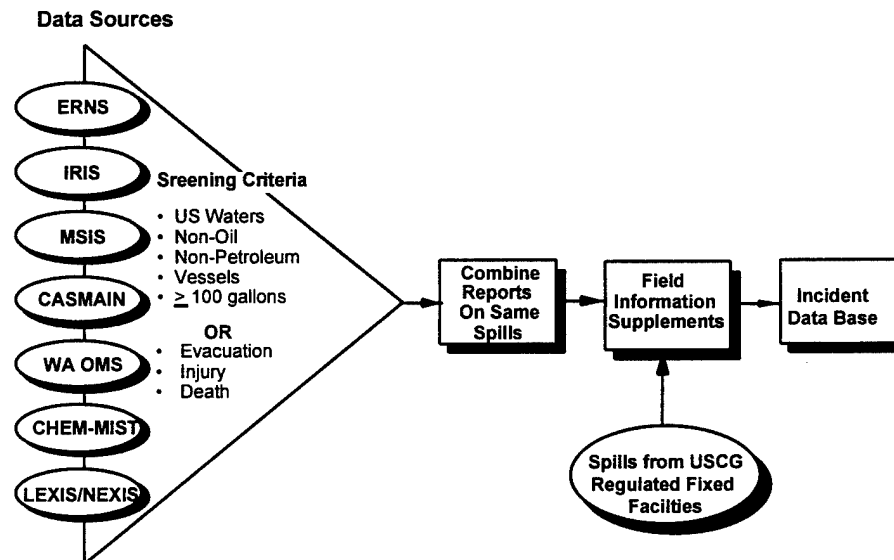 Data Sources
ERNS
IRIS
MSIS
CASMAIN
WA OMS
CHEM-MIST
LEXIS/NEXIS
Sreening Criteria
• US Waters
• Non-Oil
• Non-Petroleum
• Vessels
• ≥ 100 gallons
OR
• Evacuation
• Injury
• Death
Combine
Reports
On Same
Spills
Field
Information
Supplements
Incident
Data Base
Spills from USCG
Regulated Fixed
Facilties